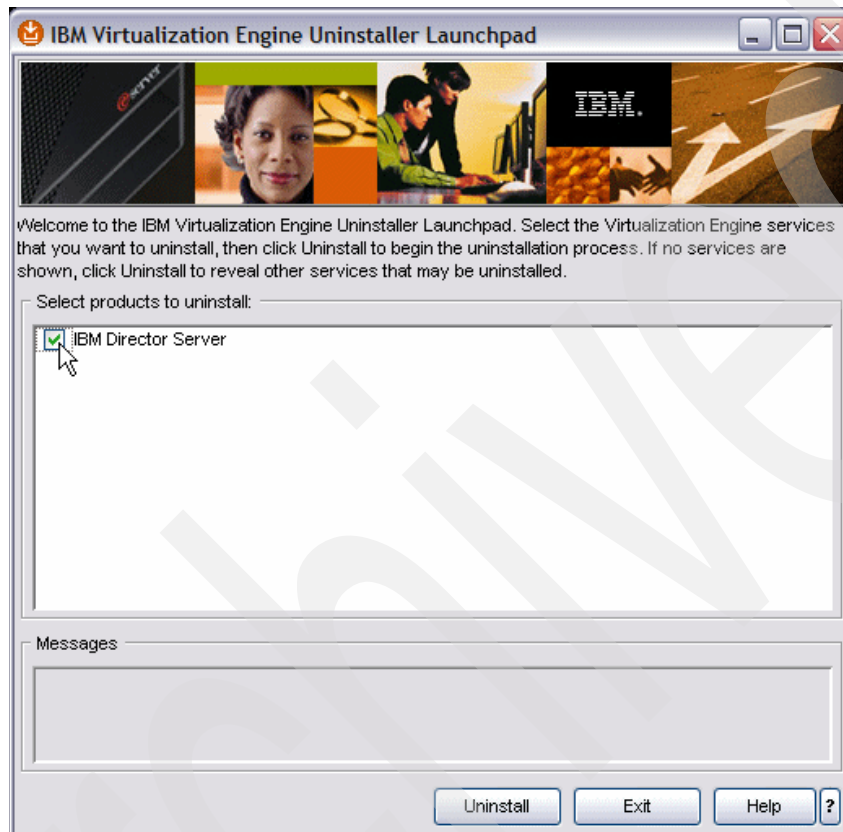 IBM Virtualization Engine Uninstaller Launchpad
@server
IBM.
Welcome to the IBM Virtualization Engine Uninstaller Launchpad. Select the Virtualization Engine services
that you want to uninstall, then click Uninstall to begin the uninstallation process. If no services are
shown, click Uninstall to reveal other services that may be uninstalled.
Select products to uninstall:
IBM Director Server
Messages
Uninstall
Exit
Help
?